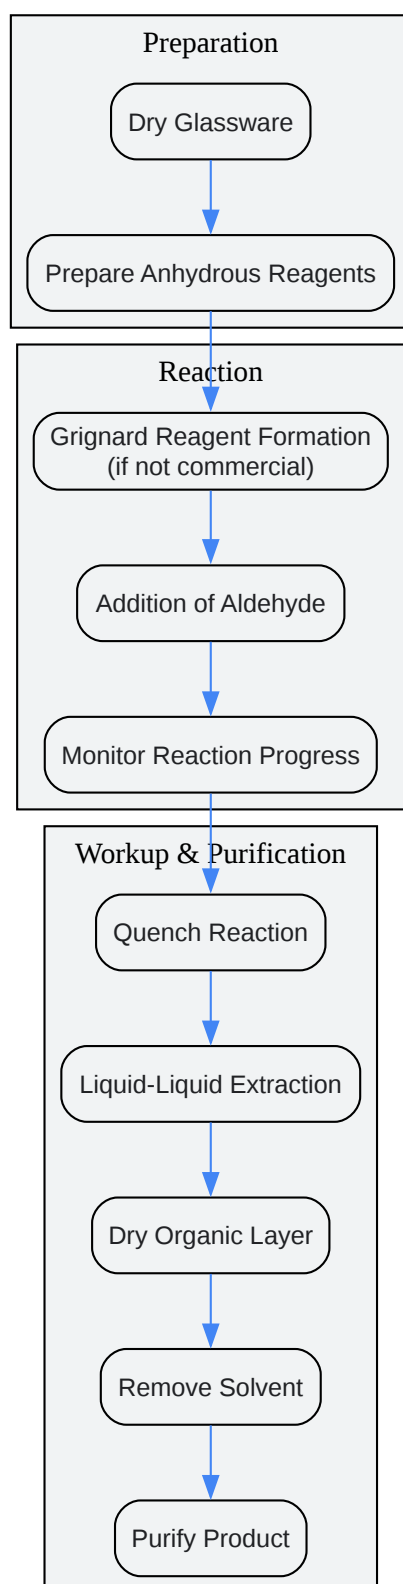 Preparation
Dry Glassware
Prepare Anhydrous Reagents
Reaction
Grignard Reagent Formation
(if not commercial)
Addition of Aldehyde
Monitor Reaction Progress
Workup & Purification
Quench Reaction
Liquid-Liquid Extraction
Dry Organic Layer
Remove Solvent
Purify Product